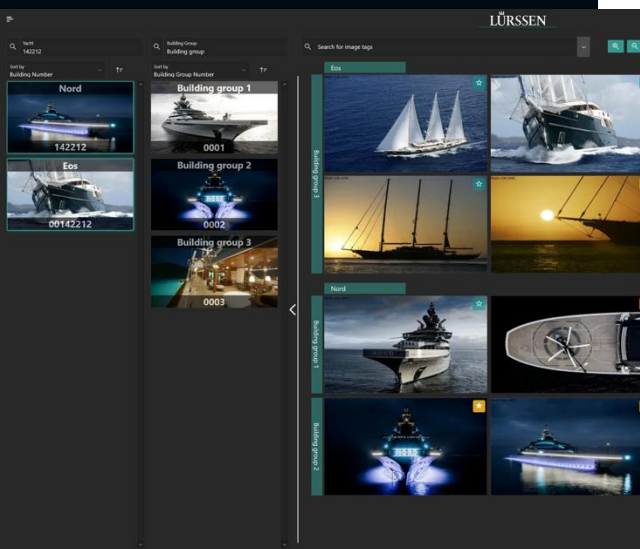 LÜRSSEN
Yacht
142212
Building Group
Building group
Search for image tags
Sort by
Building Number
Sort by
Building Group Number
Nord
142212
Eos
00142212
Building group 1
0001
Building group 2
0002
Building group 3
0003
Eos
Building group 3
Nord
Building group 1
Building group 2